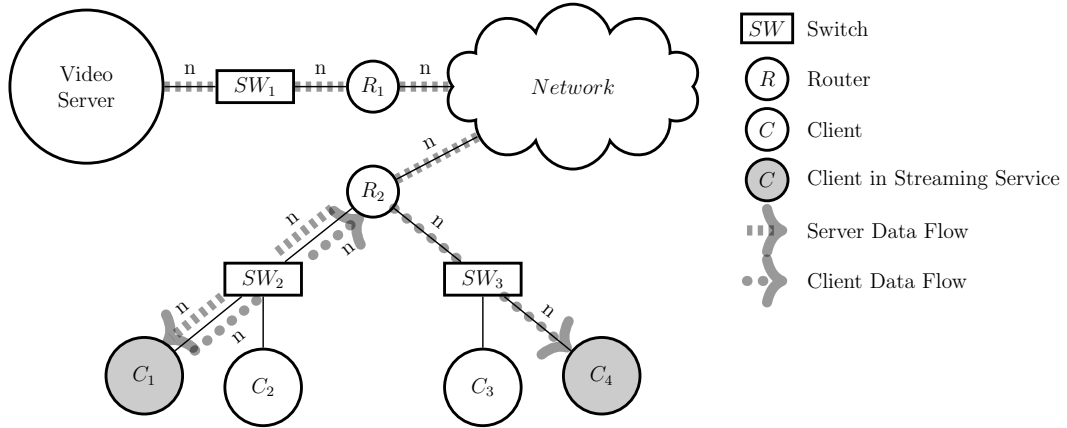 Video
Server
n
SW1
n
R1
n
Network
n
R2
n
n
n
SW2
SW3
n
n
n
C1
C2
C3
C4
SW Switch
R Router
C Client
C Client in Streaming Service
Server Data Flow
Client Data Flow